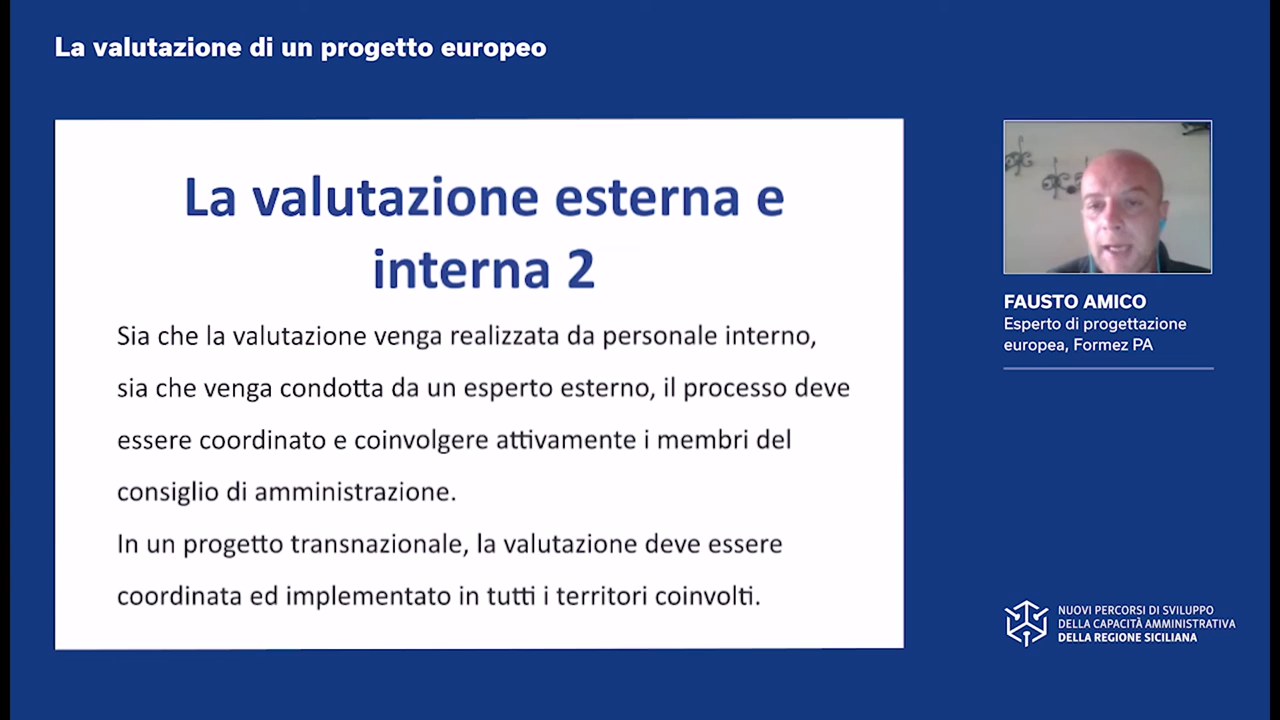 La valutazione di un progetto europeo
La valutazione esterna e
interna 2
Sia che la valutazione venga realizzata da personale interno,
sia che venga condotta da un esperto esterno, il processo deve
essere coordinato e coinvolgere attivamente i membri del
consiglio di amministrazione.
In un progetto transnazionale, la valutazione deve essere
coordinata ed implementato in tutti i territori coinvolti.
FAUSTO AMICO
Esperto di progettazione
europea, Formez PA
NUOVI PERCORSI DI SVILUPPO
DELLA CAPACITÀ AMMINISTRATIVA
DELLA REGIONE SICILIANA